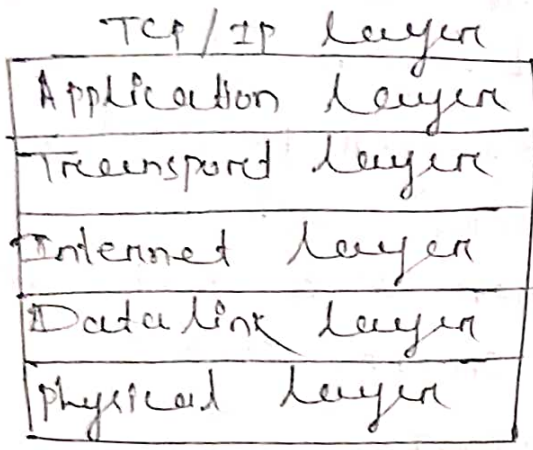 TCP/IP layer
Application layer
Transport layer
Internet layer
Data link layer
physical layer